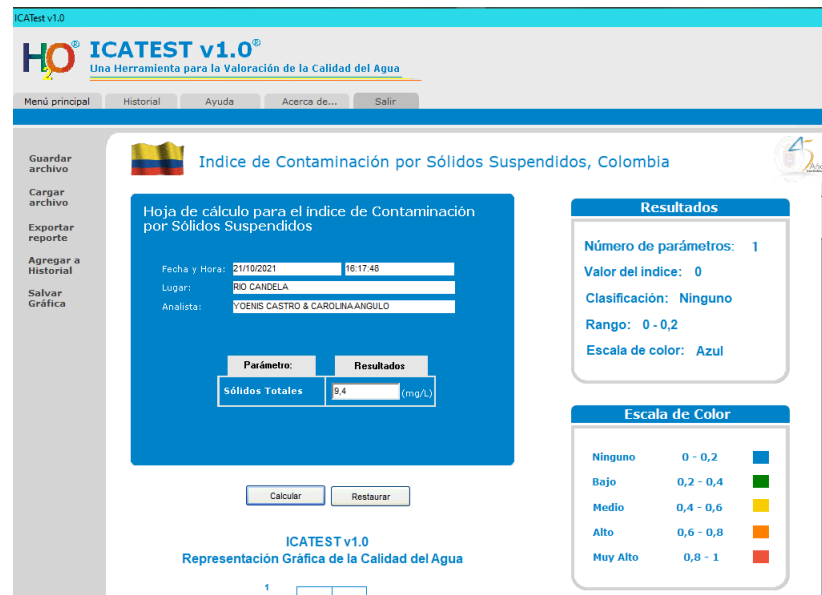 ICATest v1.0
H2O® ICATEST v1.0®
Una Herramienta para la Valoración de la Calidad del Agua
Menú principal Historial Ayuda Acerca de... Salir
Guardar archivo
Cargar archivo
Exportar reporte
Agregar a Historial
Salvar Gráfica
Indice de Contaminación por Sólidos Suspendidos, Colombia
45 Año
Hoja de cálculo para el índice de Contaminación
por Sólidos Suspendidos
Fecha y Hora: 21/10/2021 16:17:48
Lugar: RIO CANDELA
Analista: YOENIS CASTRO & CAROLINA ANGULO
Parámetro: Resultados
Sólidos Totales 9,4 (mg/L)
Calcular Restaurar
ICATEST v1.0
Representación Gráfica de la Calidad del Agua
1
Resultados
Número de parámetros: 1
Valor del indice: 0
Clasificación: Ninguno
Rango: 0 - 0,2
Escala de color: Azul
Escala de Color
Ninguno 0 - 0,2
Bajo 0,2 - 0,4
Medio 0,4 - 0,6
Alto 0,6 - 0,8
Muy Alto 0,8 - 1